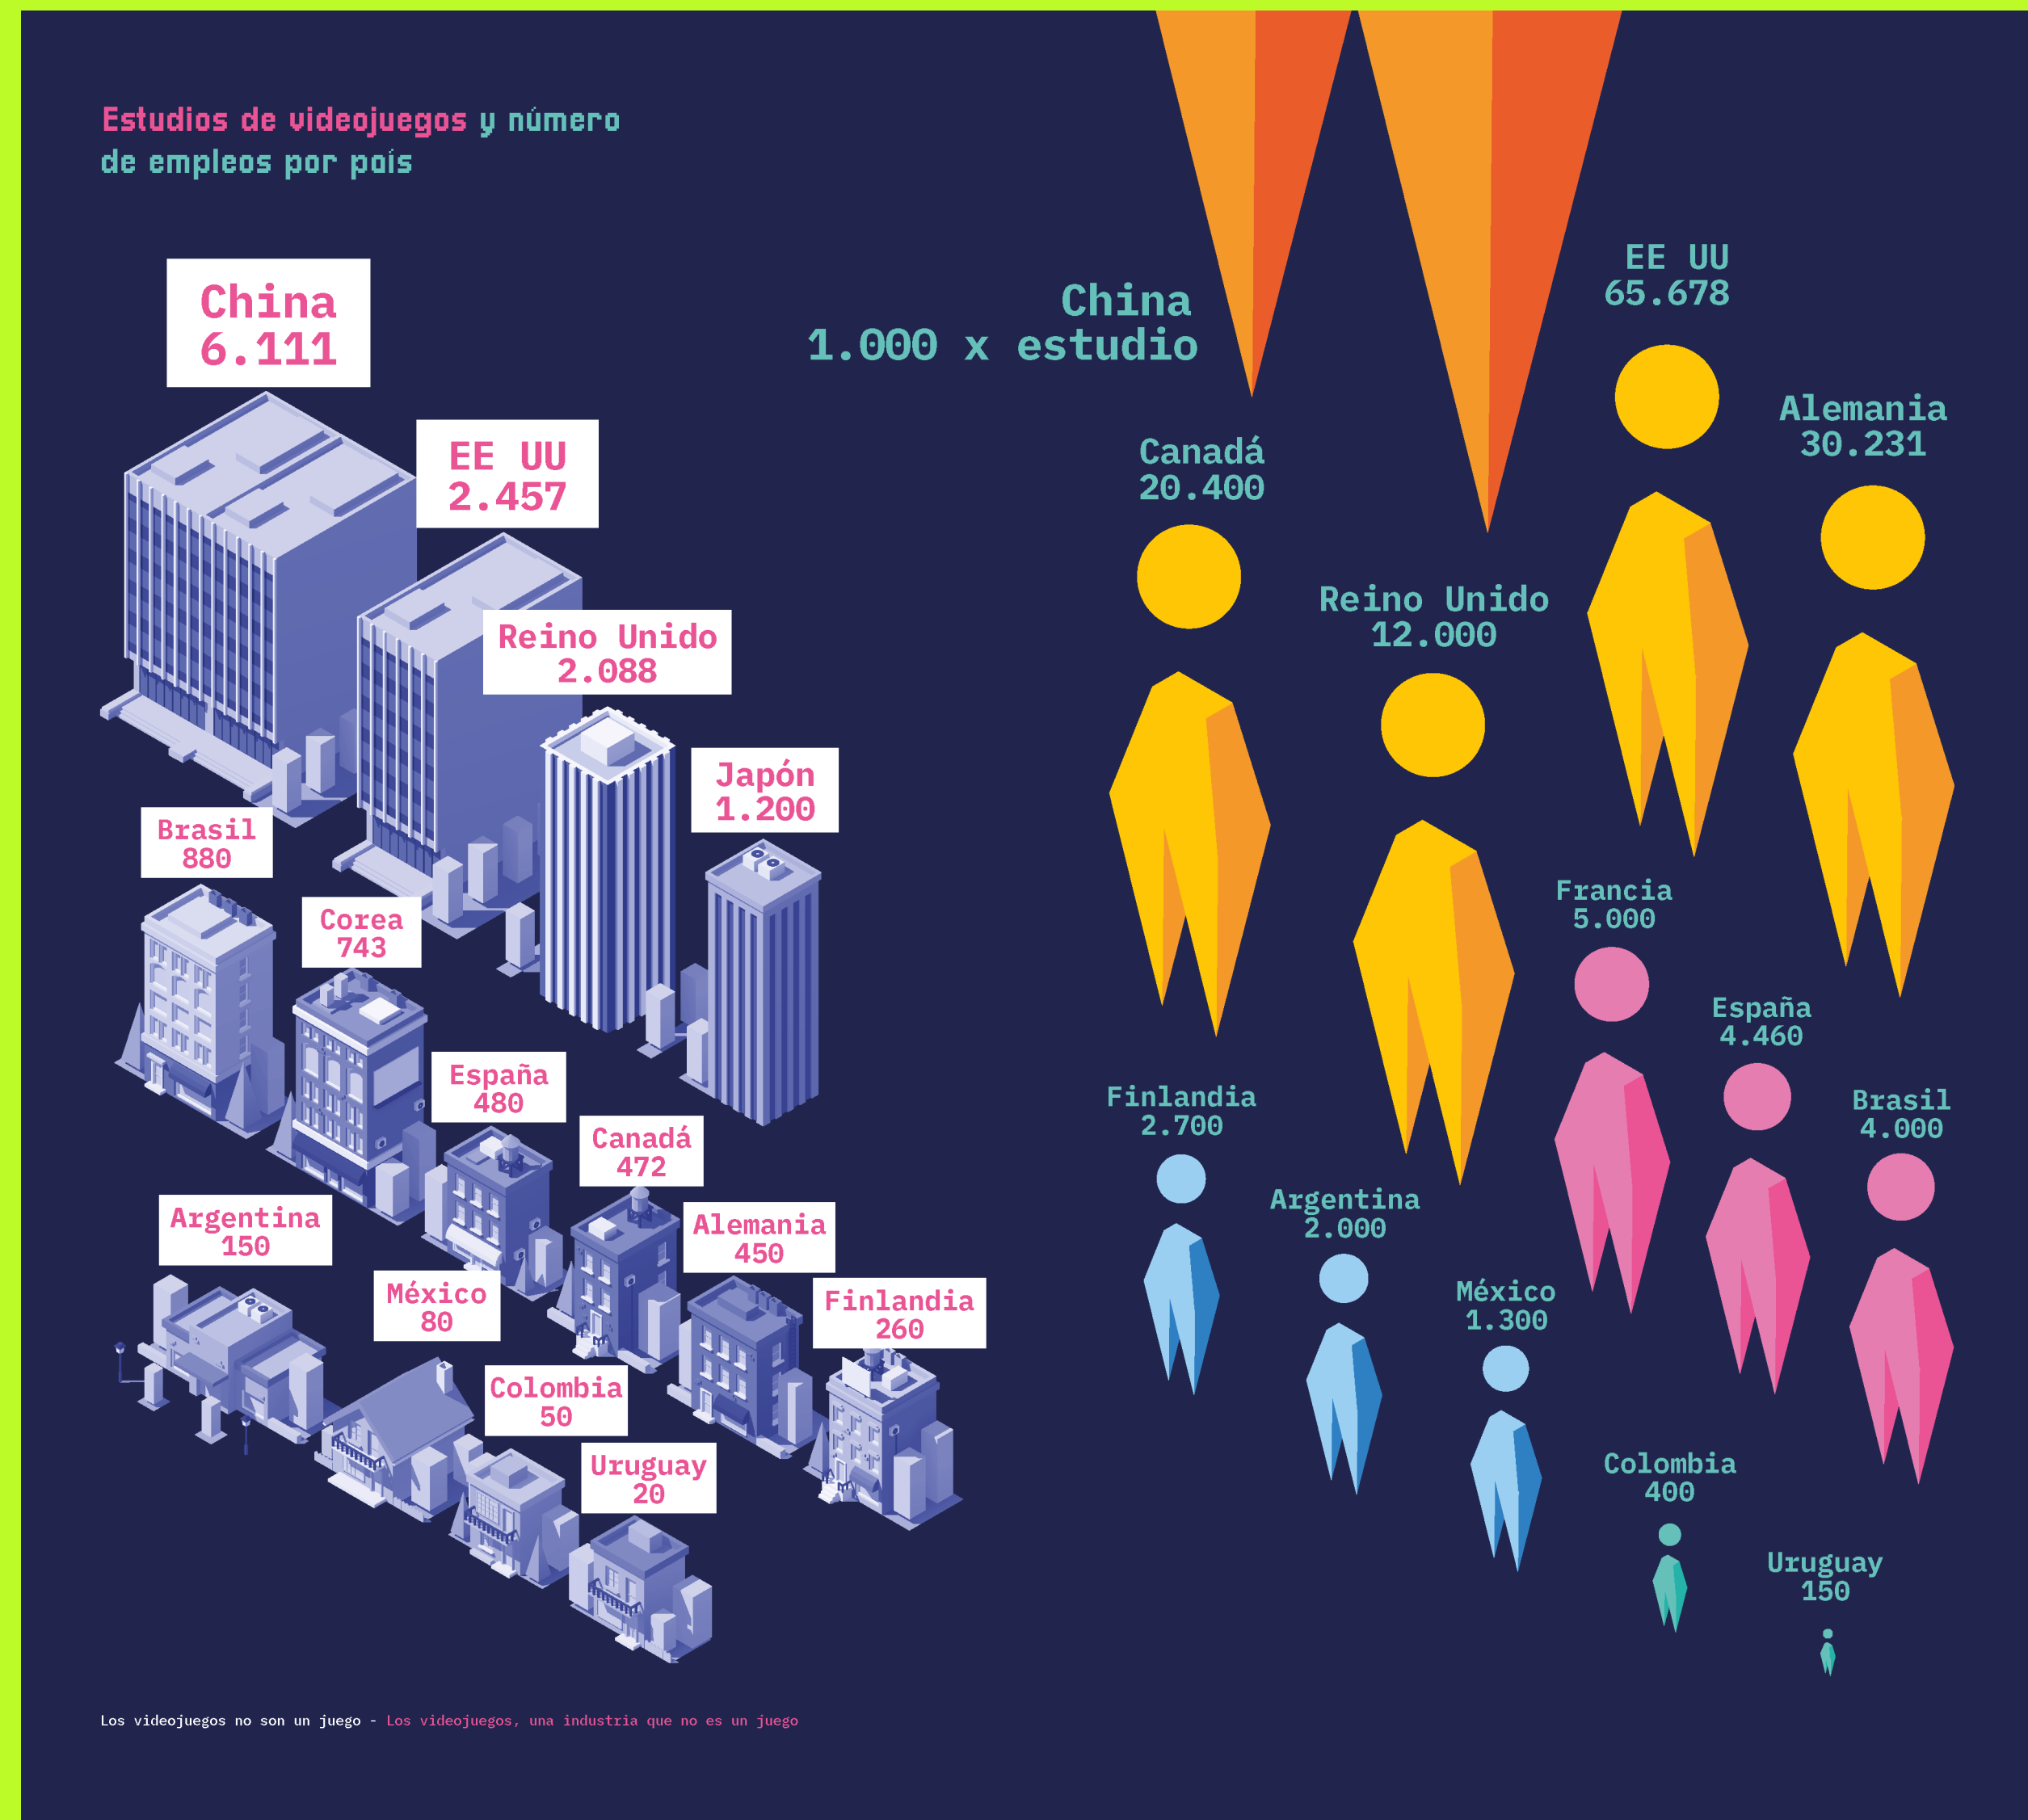 Estudios de videojuegos y número
de empleos por país
China
6.111
EE UU
2.457
Reino Unido
2.088
Japón
1.200
Brasil
880
Corea
743
España
480
Canadá
472
Alemania
450
Finlandia
260
Argentina
150
México
80
Colombia
50
Uruguay
20
China
1.000 x estudio
EE UU
65.678
Alemania
30.231
Canadá
20.400
Reino Unido
12.000
Francia
5.000
España
4.460
Brasil
4.000
Finlandia
2.700
Argentina
2.000
México
1.300
Colombia
400
Uruguay
150
Los videojuegos no son un juego - Los videojuegos, una industria que no es un juego